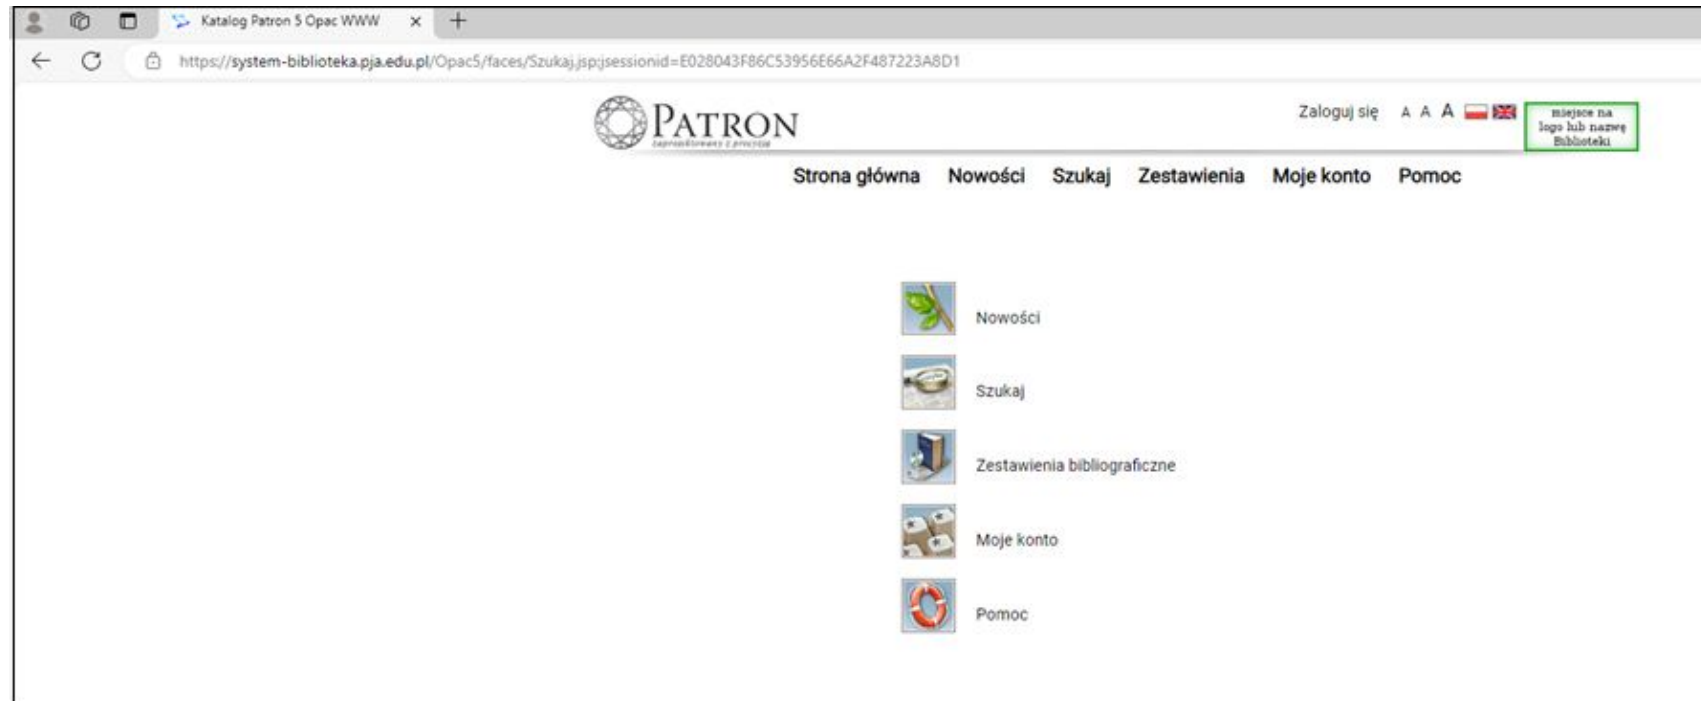 Katalog Patron 5 Opac WWW
https://system-biblioteka.pja.edu.pl/Opac5/faces/Szukaj.jsp;jsessionid=E028043F86C53956E66A2F487223A8D1
PATRON
Zaloguj się A A A
miejsce na
logo lub nazwę
Biblioteki
Strona główna Nowości Szukaj Zestawienia Moje konto Pomoc
Nowości
Szukaj
Zestawienia bibliograficzne
Moje konto
Pomoc